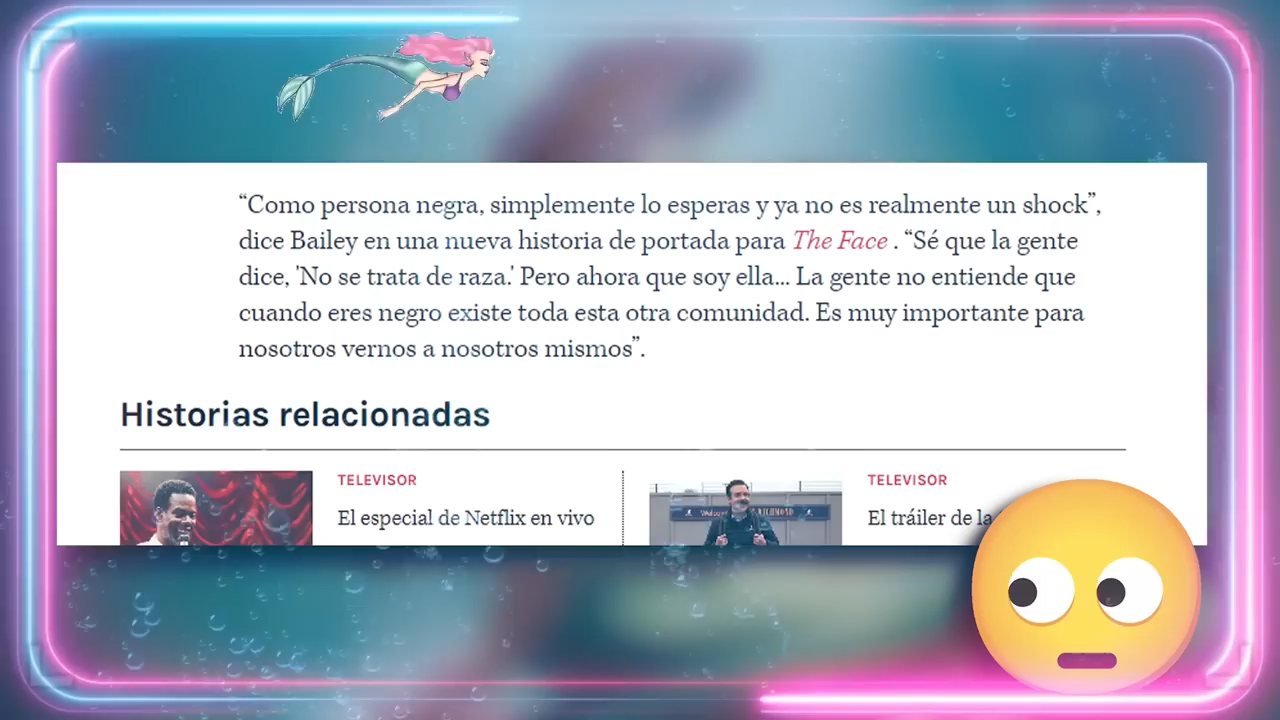 “Como persona negra, simplemente lo esperas y ya no es realmente un shock”,
dice Bailey en una nueva historia de portada para The Face . “Sé que la gente
dice, 'No se trata de raza.' Pero ahora que soy ella... La gente no entiende que
cuando eres negro existe toda esta otra comunidad. Es muy importante para
nosotros vernos a nosotros mismos”.
Historias relacionadas
TELEVISOR
El especial de Netflix en vivo
TELEVISOR
El tráiler de la